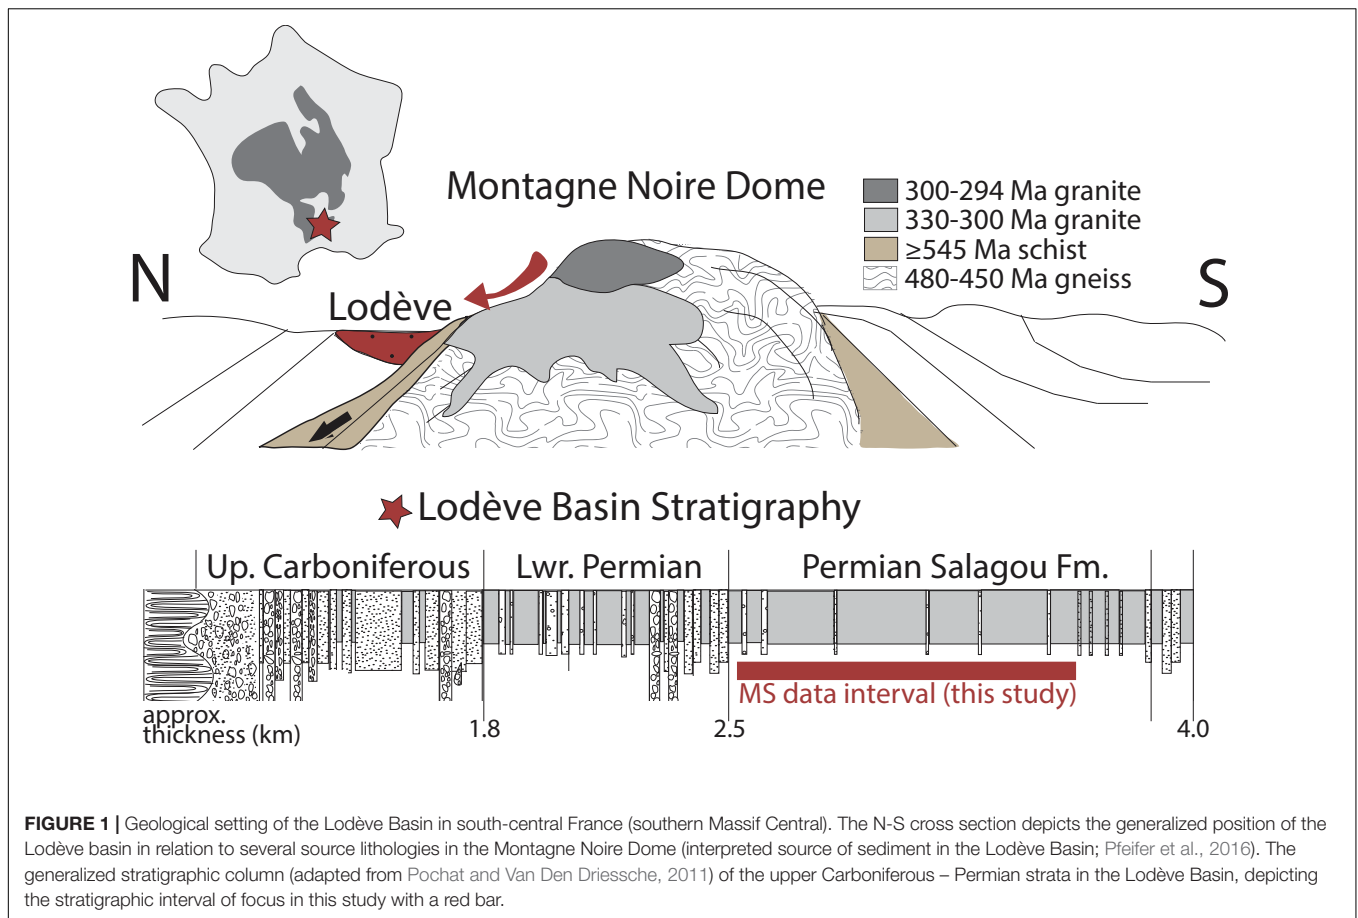 Montagne Noire Dome
300-294 Ma granite
330-300 Ma granite
≥545 Ma schist
480-450 Ma gneiss
N
S
Lodève
Lodève Basin Stratigraphy
Up. Carboniferous
Lwr. Permian
Permian Salagou Fm.
MS data interval (this study)
approx.
thickness (km)
1.8
2.5
4.0
FIGURE 1 | Geological setting of the Lodève Basin in south-central France (southern Massif Central). The N-S cross section depicts the generalized position of the
Lodève basin in relation to several source lithologies in the Montagne Noire Dome (interpreted source of sediment in the Lodève Basin; Pfeifer et al., 2016). The
generalized stratigraphic column (adapted from Pochat and Van Den Driessche, 2011) of the upper Carboniferous – Permian strata in the Lodève Basin, depicting
the stratigraphic interval of focus in this study with a red bar.